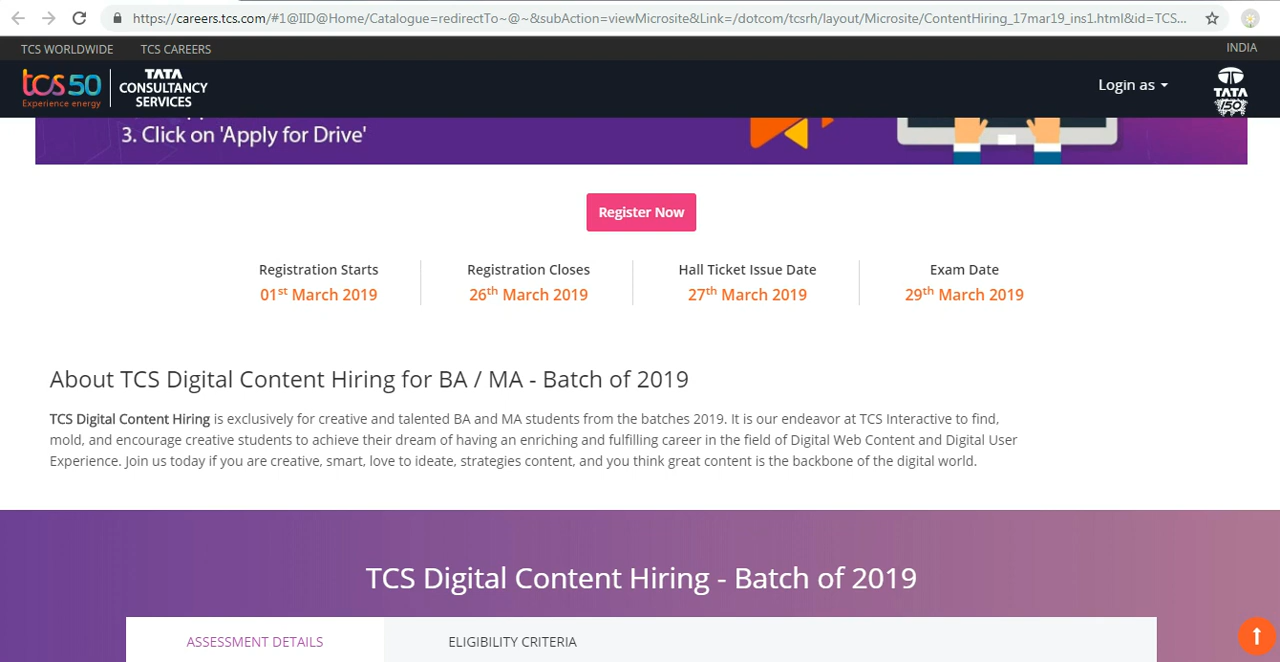 https://careers.tcs.com/#1@IID@Home/Catalogue=redirectTo~@~&subAction=viewMicrosite&Link=/dotcom/tcsrh/layout/Microsite/ContentHiring_17mar19_ins1.html&id=TCS...
TCS WORLDWIDE TCS CAREERS INDIA
tcs50 TATA
Experience energy CONSULTANCY
SERVICES
Login as
TATA
150
3. Click on 'Apply for Drive'
Register Now
Registration Starts Registration Closes Hall Ticket Issue Date Exam Date
01st March 2019 26th March 2019 27th March 2019 29th March 2019
About TCS Digital Content Hiring for BA / MA - Batch of 2019
TCS Digital Content Hiring is exclusively for creative and talented BA and MA students from the batches 2019. It is our endeavor at TCS Interactive to find,
mold, and encourage creative students to achieve their dream of having an enriching and fulfilling career in the field of Digital Web Content and Digital User
Experience. Join us today if you are creative, smart, love to ideate, strategies content, and you think great content is the backbone of the digital world.
TCS Digital Content Hiring - Batch of 2019
ASSESSMENT DETAILS ELIGIBILITY CRITERIA